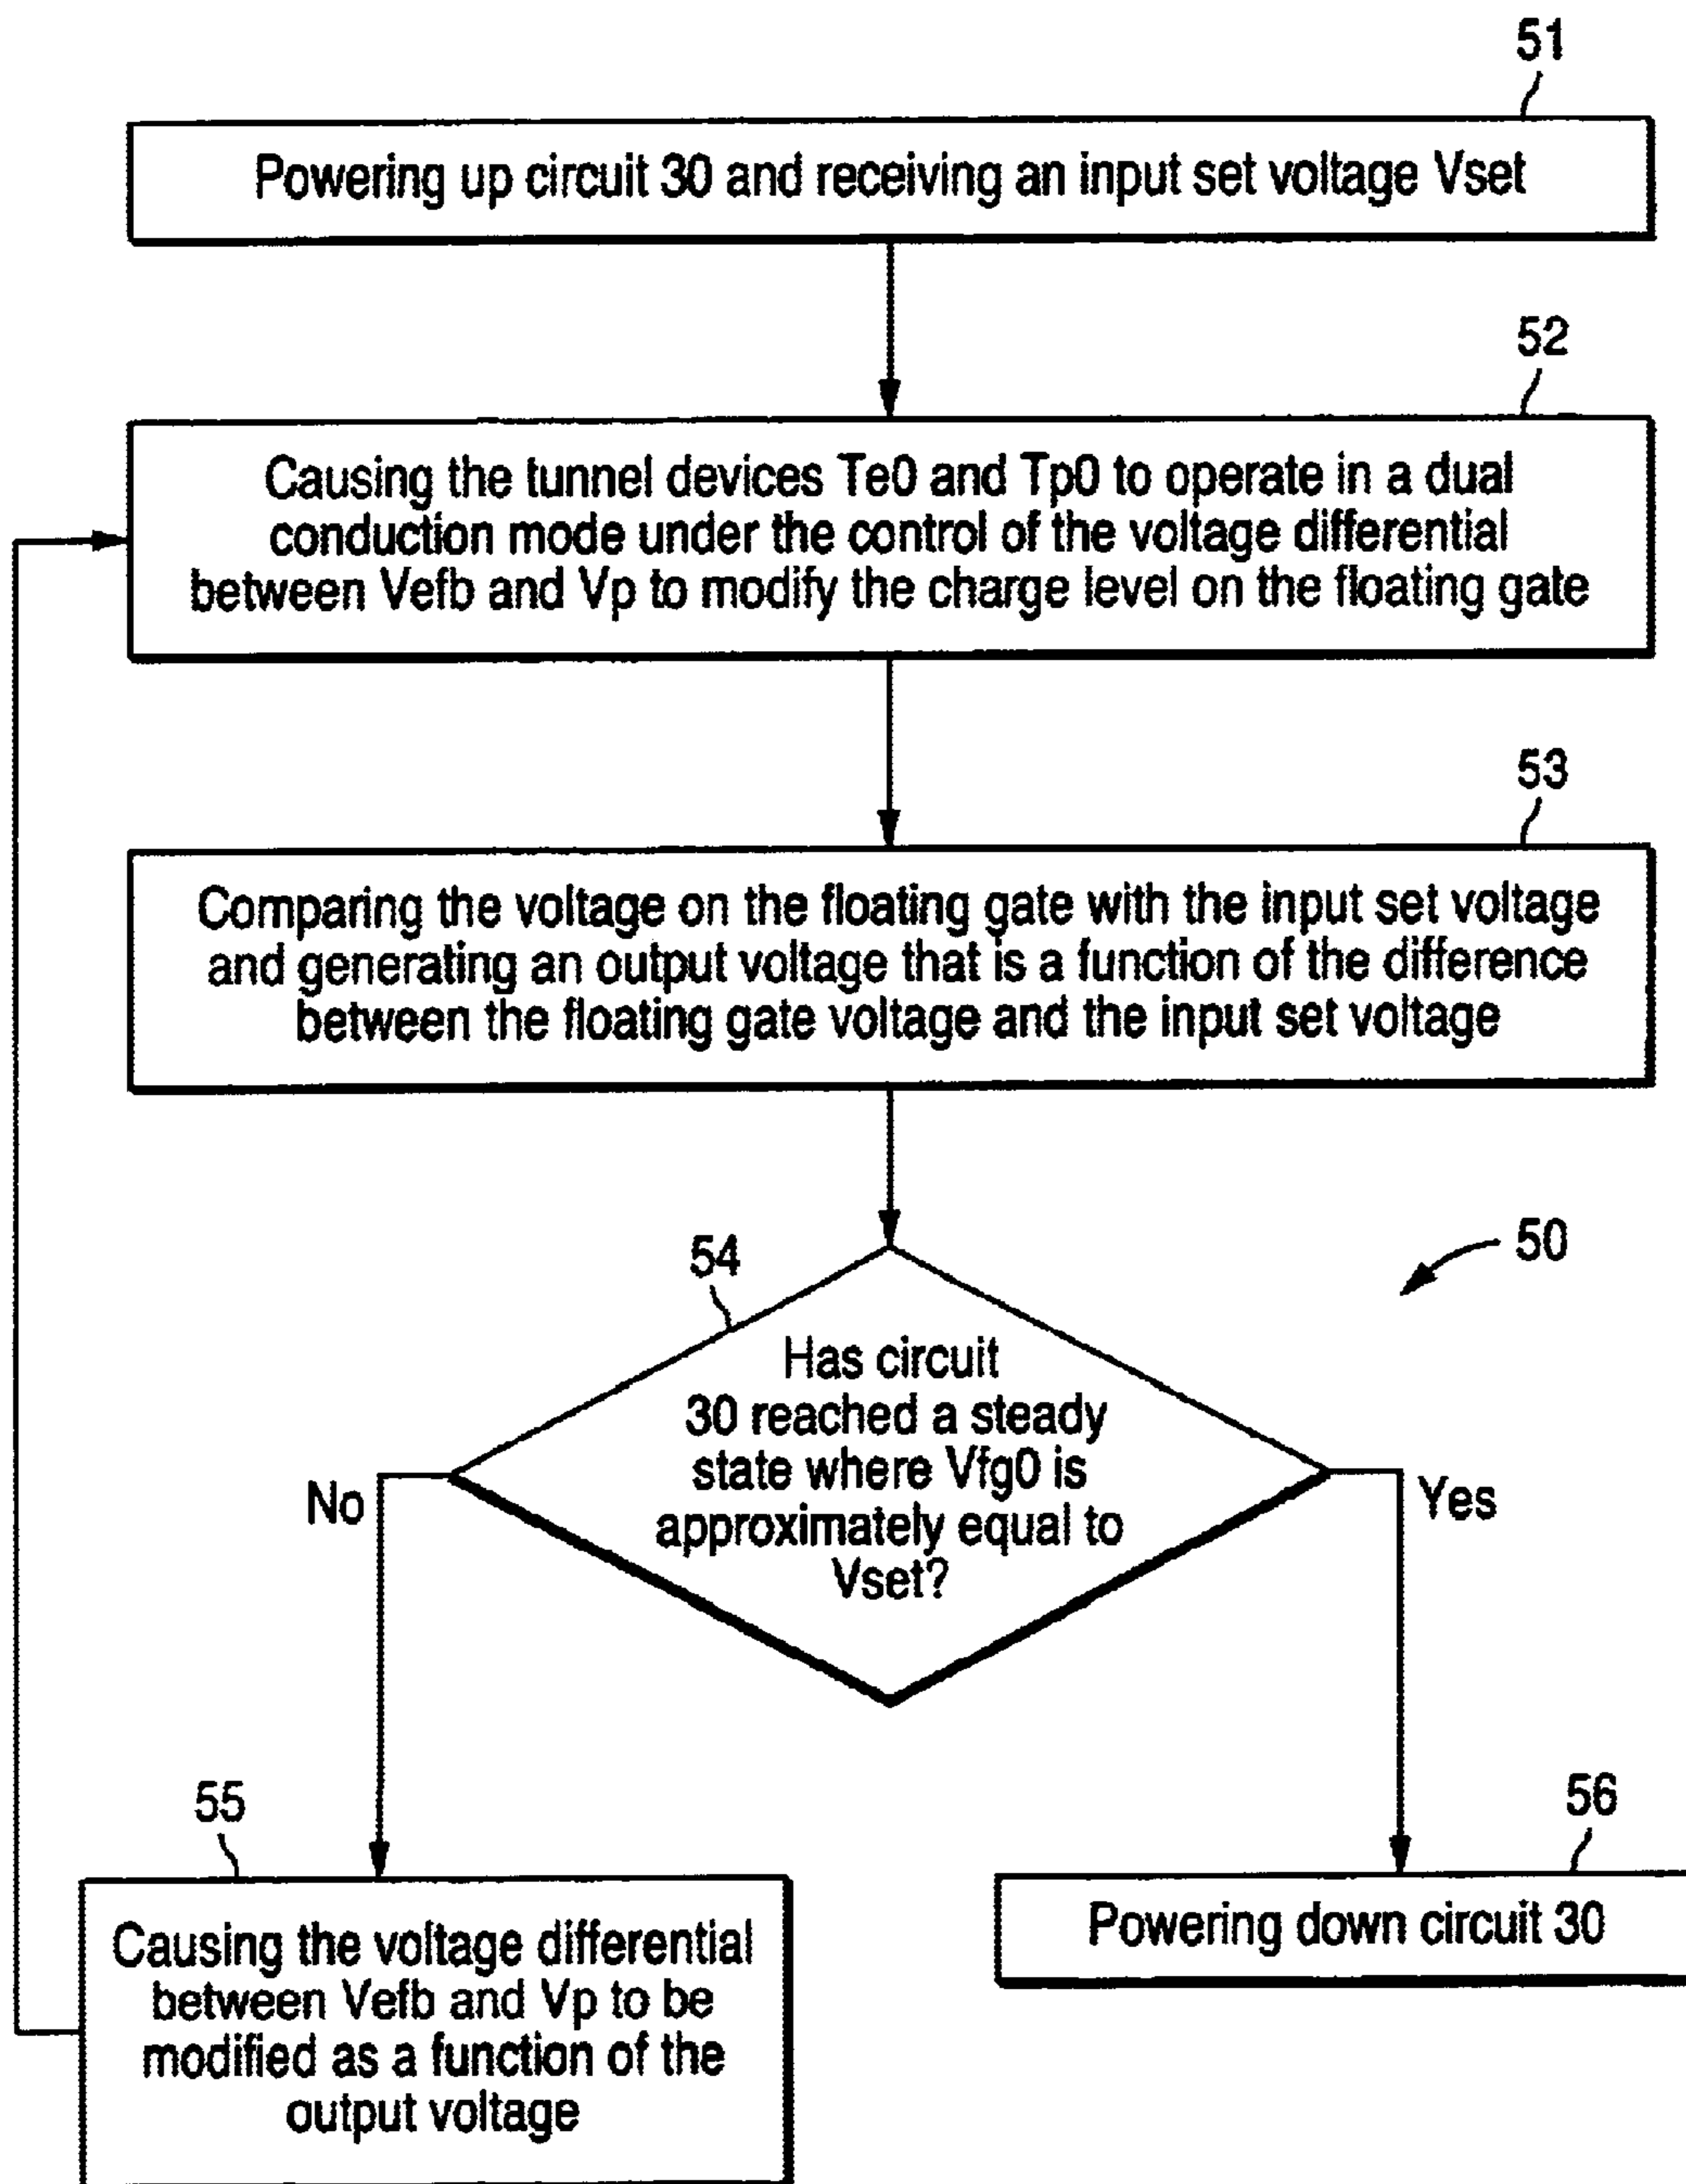 51
Powering up circuit 30 and receiving an input set voltage Vset
52
Causing the tunnel devices Te0 and Tp0 to operate in a dual
conduction mode under the control of the voltage differential
between Vefb and Vp to modify the charge level on the floating gate
53
Comparing the voltage on the floating gate with the input set voltage
and generating an output voltage that is a function of the difference
between the floating gate voltage and the input set voltage
54
50
Has circuit
30 reached a steady
state where Vfg0 is
approximately equal to
Vset?
No
Yes
55
Causing the voltage differential
between Vefb and Vp to be
modified as a function of the
output voltage
56
Powering down circuit 30